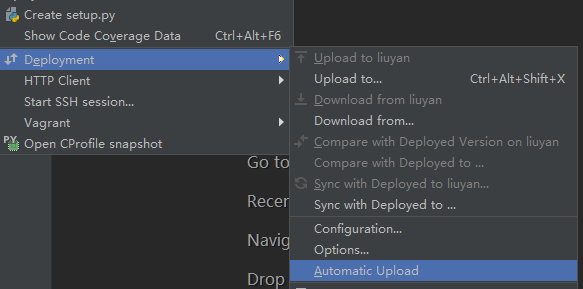 Create setup.py
Show Code Coverage Data Ctrl+Alt+F6
Deployment
HTTP Client
Start SSH session...
Vagrant
PY
Open CProfile snapshot
Upload to liuyan
Upload to... Ctrl+Alt+Shift+X
Download from liuyan
Download from...
Compare with Deployed Version on liuyan
Compare with Deployed to ...
Sync with Deployed to liuyan...
Sync with Deployed to ...
Configuration...
Options...
Automatic Upload
Go to
Recen
Navig
Drop